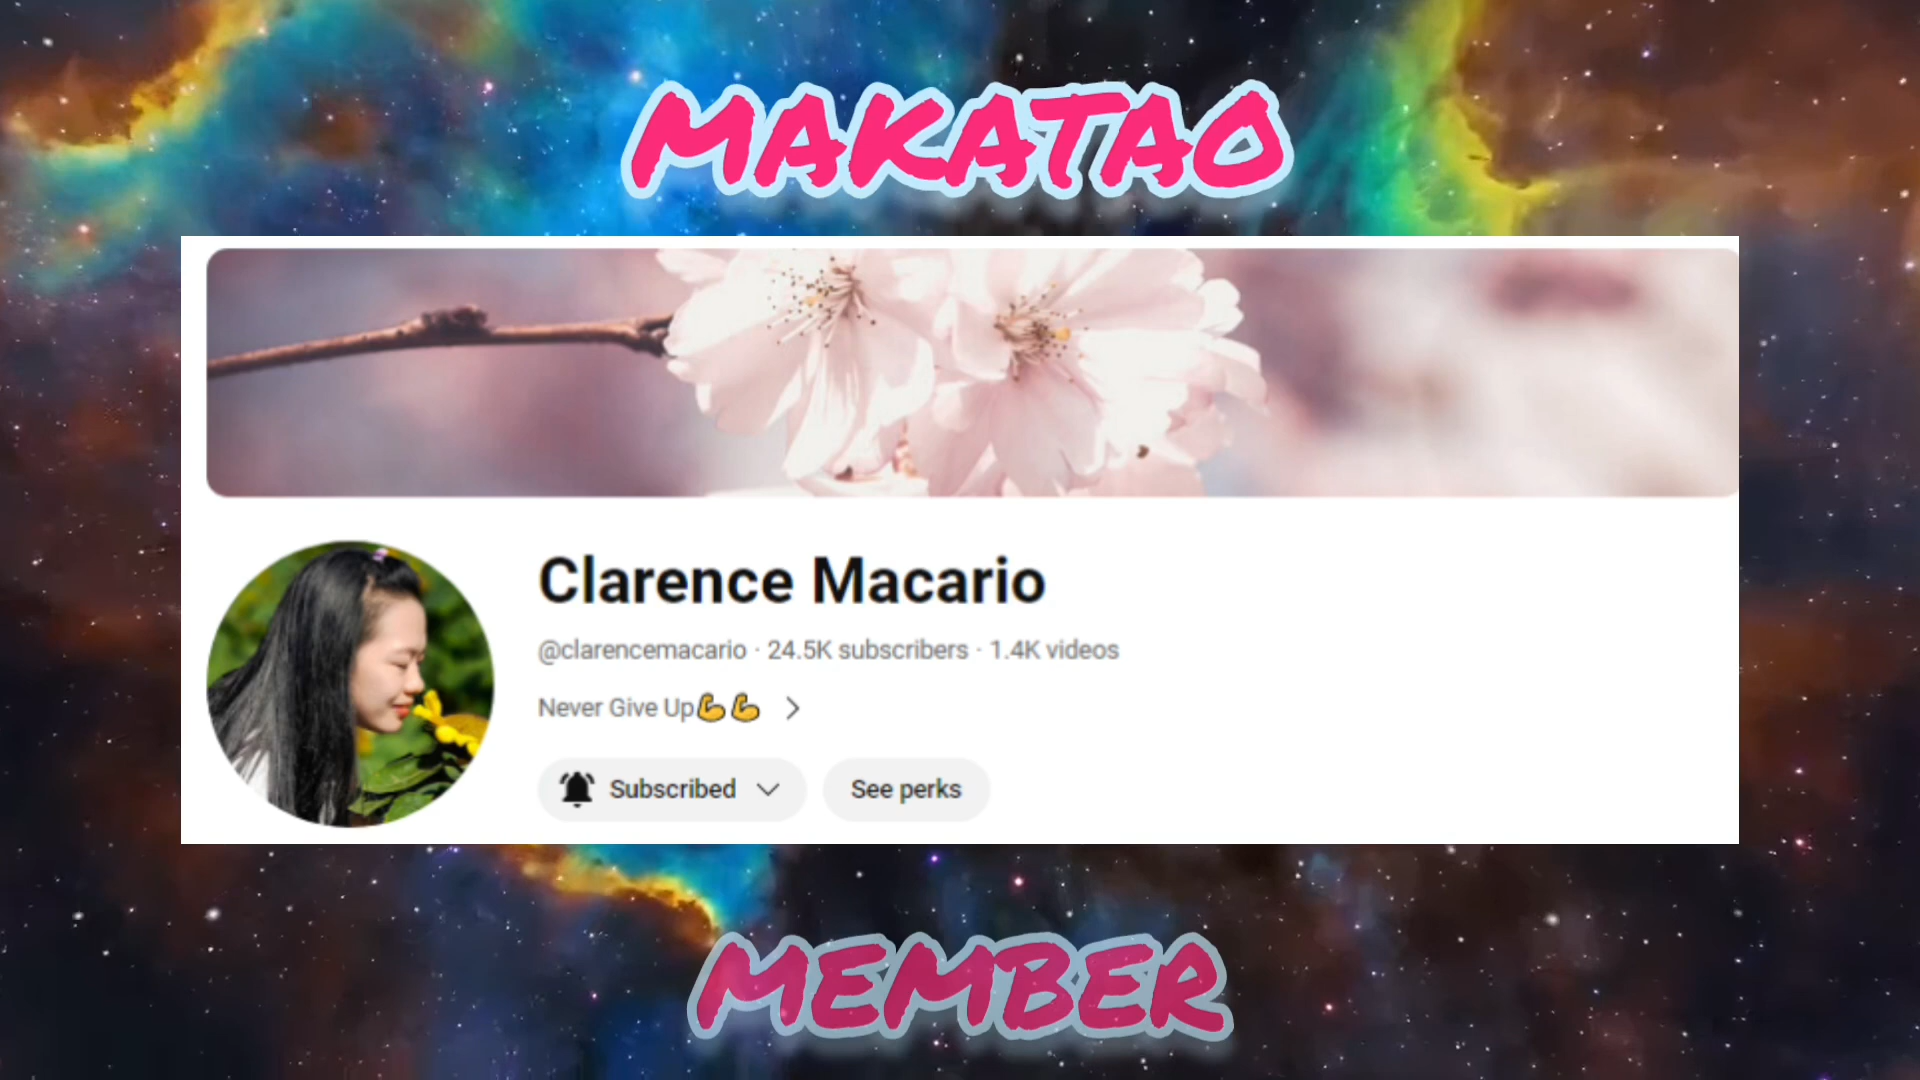 MAKATAO
Clarence Macario
@clarencemacario · 24.5K subscribers · 1.4K videos
Never Give Up💪💪
Subscribed
See perks
MEMBER